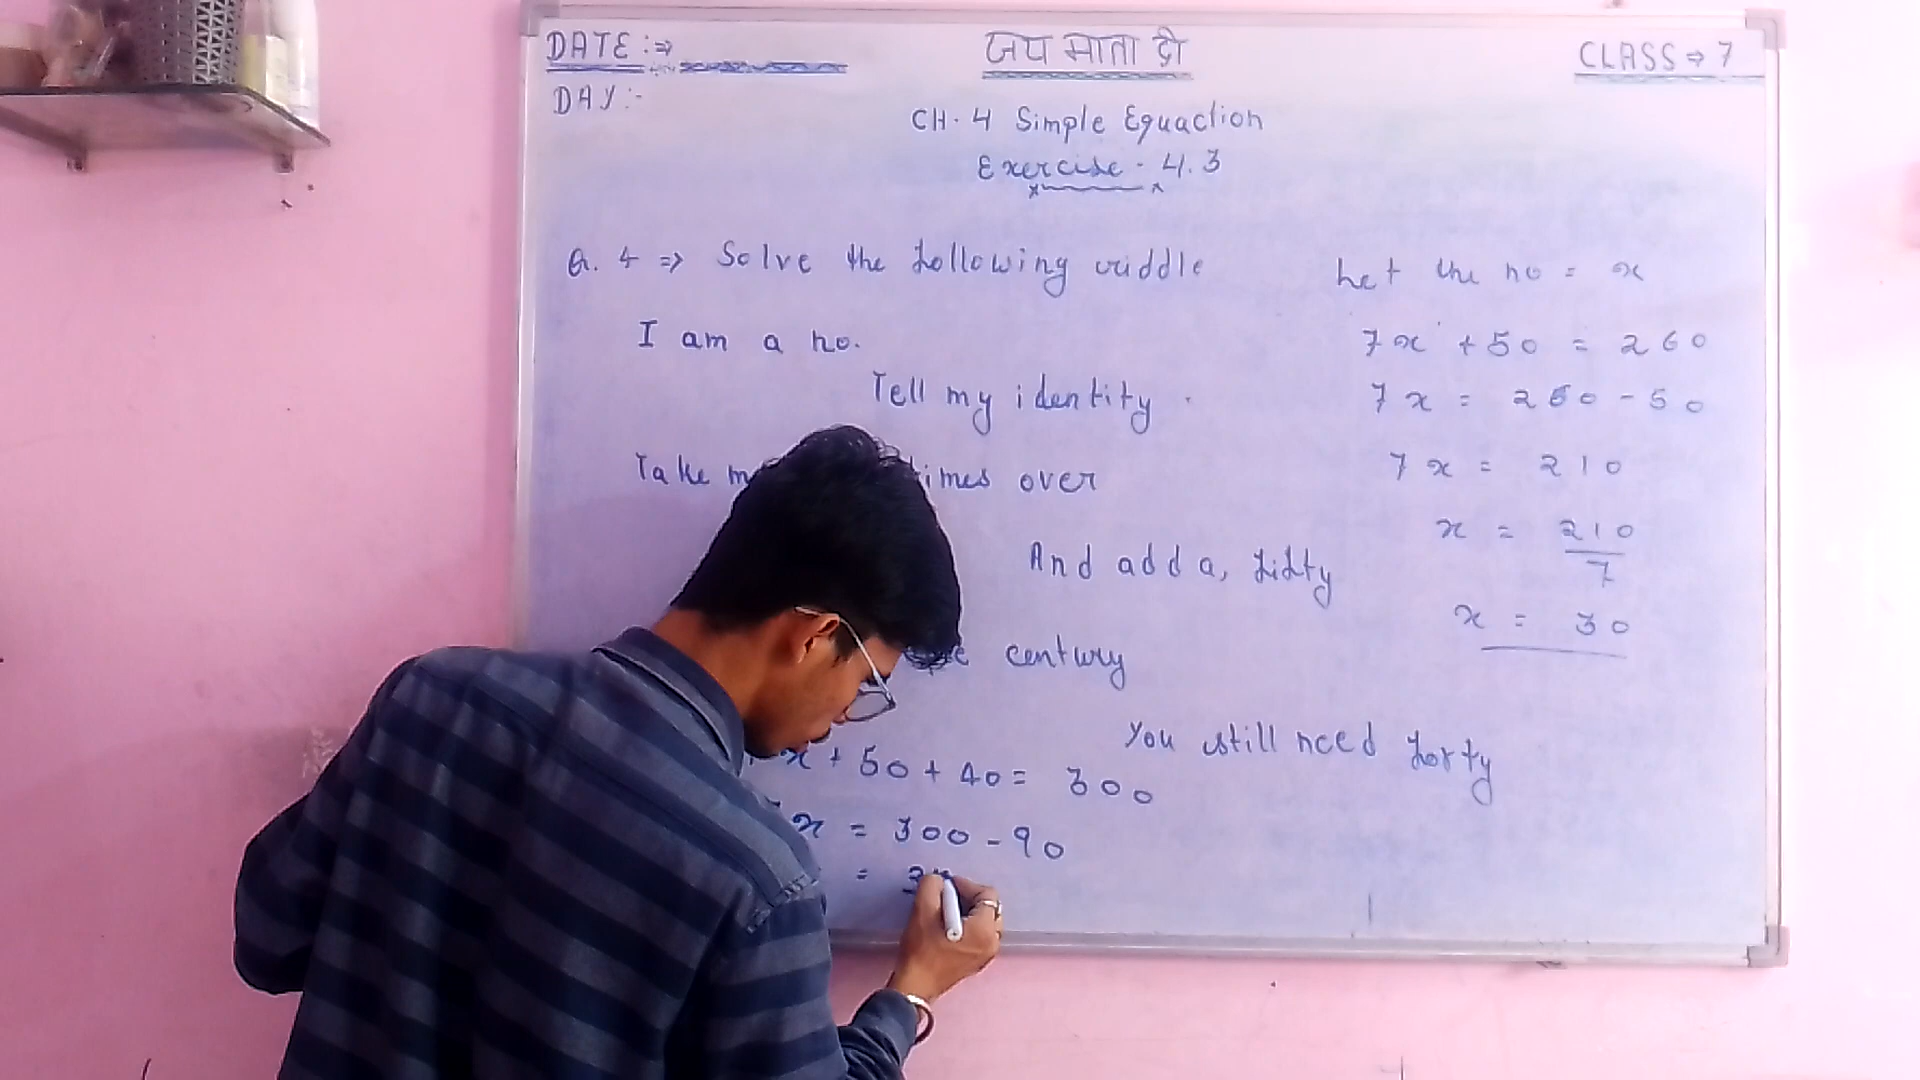 DATE :⇒
जय माता दी
CLASS ⇒ 7
DAY :-
CH. 4 Simple Equaction
Exercise - 4.3
Q. 4 ⇒ Solve the following riddle
I am a no.
Tell my identity.
Take imes over
And add a, fifty
century
You still need forty
x + 50 + 40 = 300
x = 300 - 90
=
Let the no = x
7x + 50 = 260
7x = 260 - 50
7x = 210
x = 210
7
x = 30